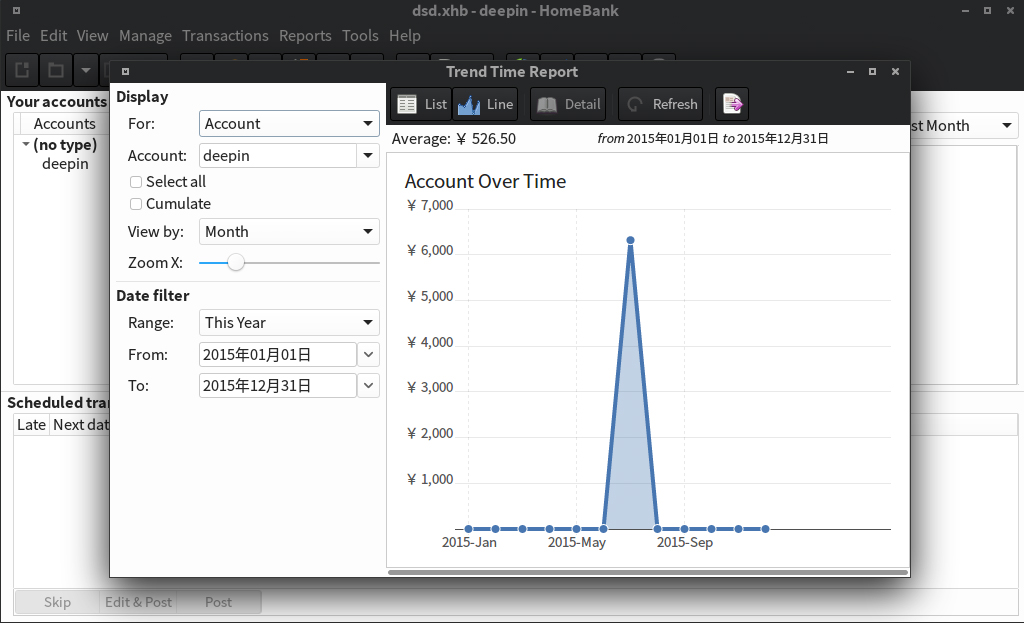 dsd.xhb - deepin - HomeBank
File Edit View Manage Transactions Reports Tools Help
Trend Time Report
Your accounts
Accounts
(no type)
deepin
st Month
Display
For: Account
Account: deepin
Select all
Cumulate
View by: Month
Zoom X:
Date filter
Range: This Year
From: 2015年01月01日
To: 2015年12月31日
List Line Detail Refresh
Average: ¥ 526.50
from 2015年01月01日 to 2015年12月31日
Account Over Time
¥ 7,000
¥ 6,000
¥ 5,000
¥ 4,000
¥ 3,000
¥ 2,000
¥ 1,000
2015-Jan 2015-May 2015-Sep
Scheduled tra
Late Next dat
Skip Edit & Post Post